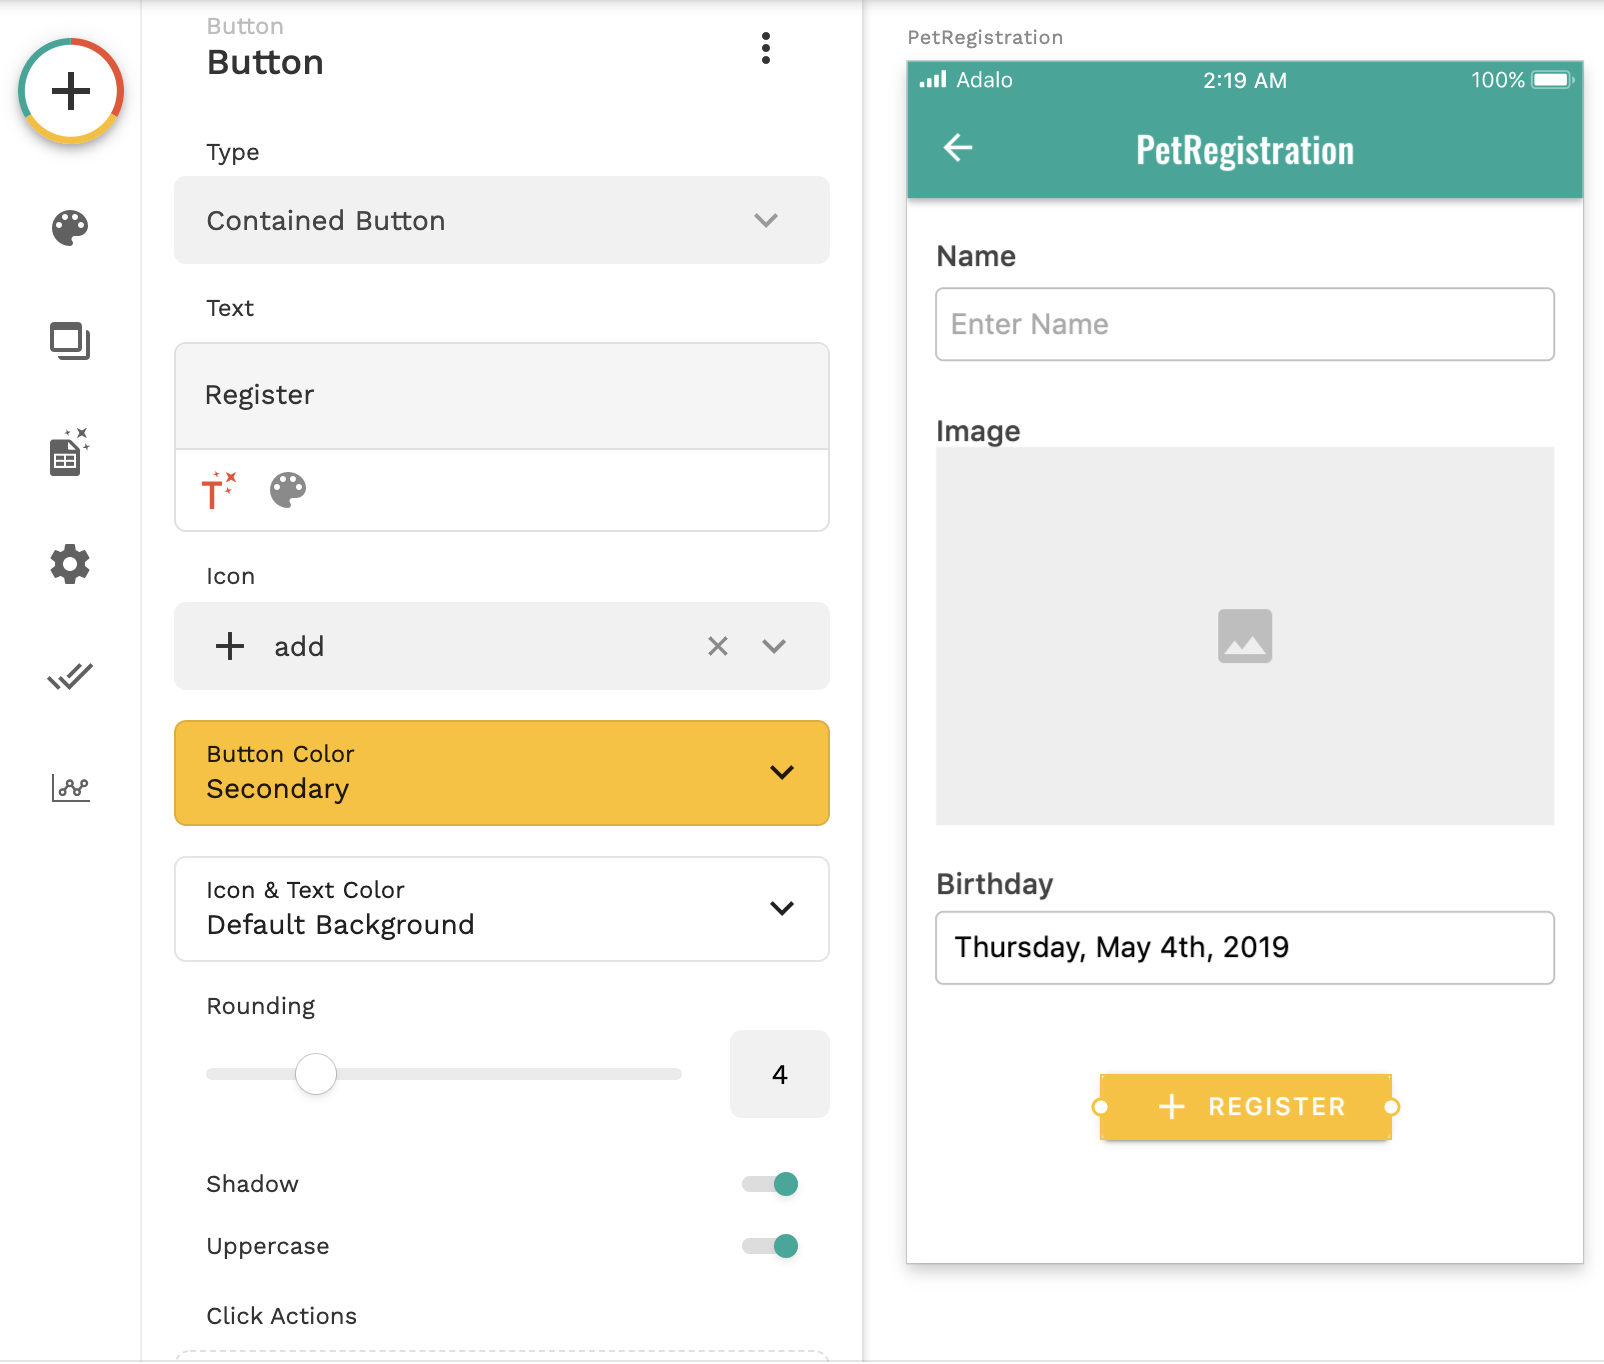 Button
Button
Type
Contained Button
Text
Register
T
Icon
add
Button Color
Secondary
Icon & Text Color
Default Background
Rounding
4
Shadow
Uppercase
Click Actions
PetRegistration
Adalo 2:19 AM 100%
PetRegistration
Name
Enter Name
Image
Birthday
Thursday, May 4th, 2019
REGISTER